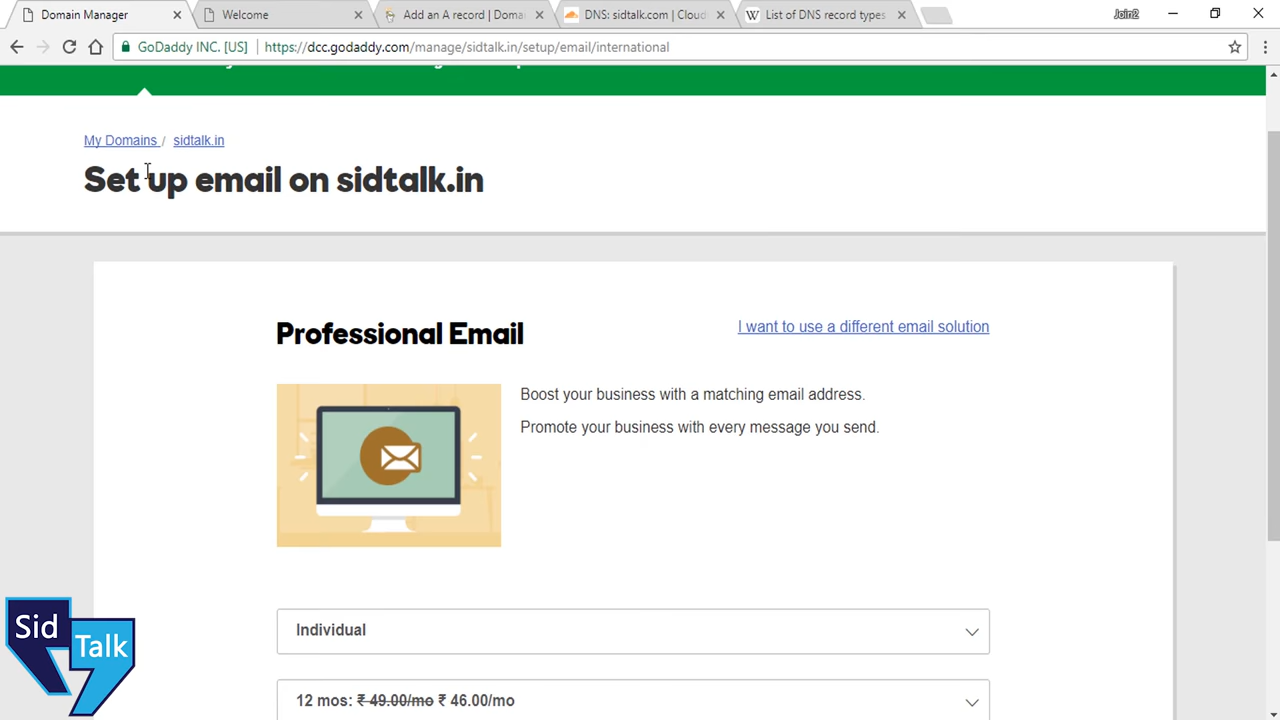 Domain Manager
Welcome
Add an A record | Doma
DNS: sidtalk.com | Cloud
List of DNS record types
Join2
GoDaddy INC. [US]
https://dcc.godaddy.com/manage/sidtalk.in/setup/email/international
My Domains / sidtalk.in
Set up email on sidtalk.in
Professional Email
I want to use a different email solution
Boost your business with a matching email address.
Promote your business with every message you send.
Individual
12 mos: ₹ 49.00/mo ₹ 46.00/mo
Sid
Talk